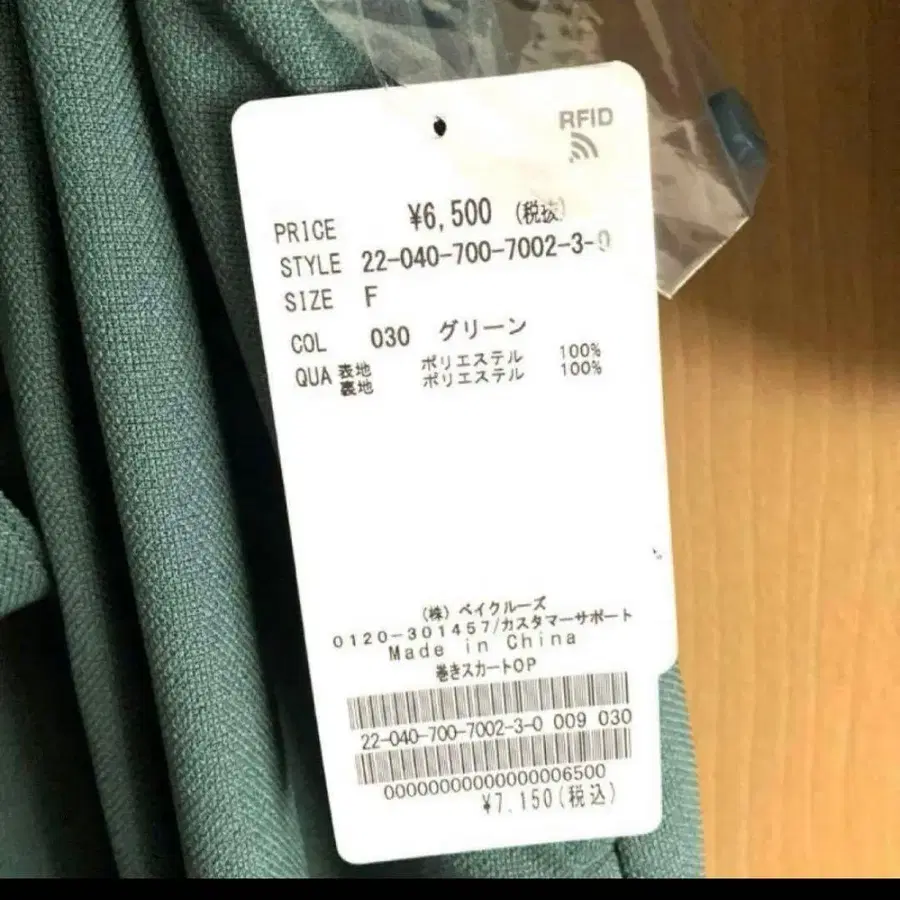 RFID
PRICE ¥6,500 (税抜)
STYLE 22-040-700-7002-3-0
SIZE F
COL 030 グリーン
QUA 表地 ポリエステル 100%
裏地 ポリエステル 100%
(株) ベイクルーズ
0120-301457/カスタマーサポート
Made in China
巻きスカートOP
22-040-700-7002-3-0 009 030
00000000000000006500
¥7.150(税込)